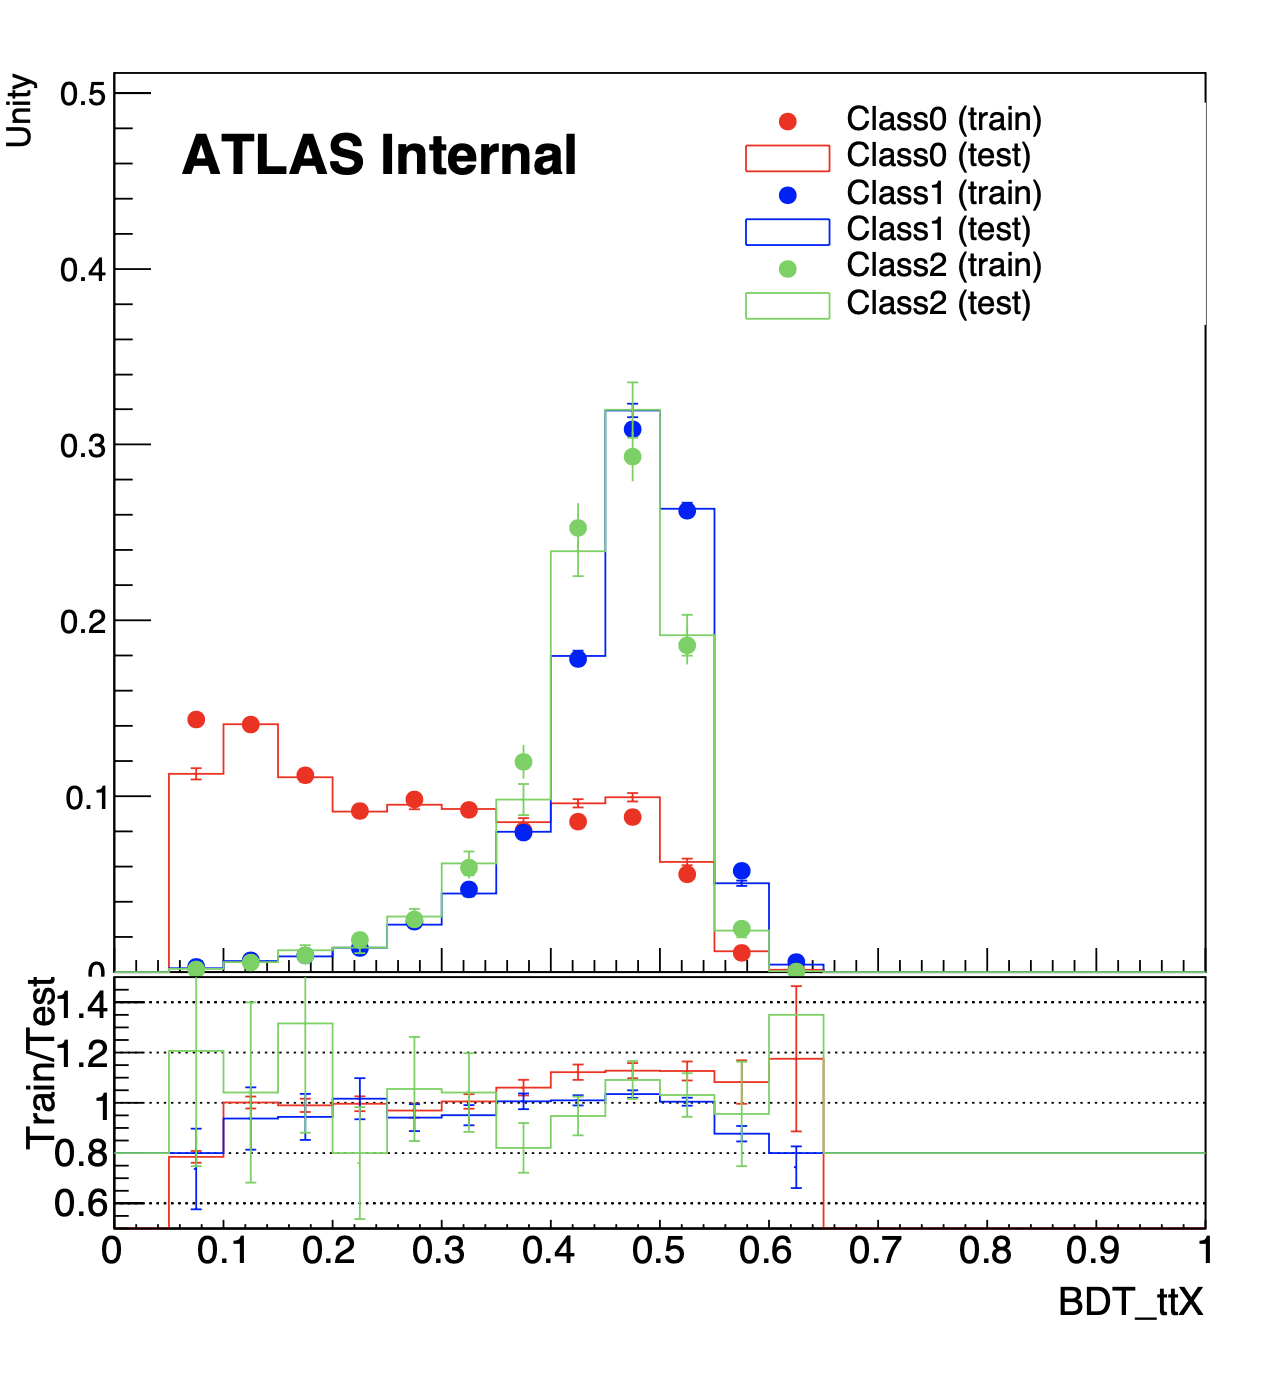 Unity
0.5
0.4
0.3
0.2
0.1
0
ATLAS Internal
Class0 (train)
Class0 (test)
Class1 (train)
Class1 (test)
Class2 (train)
Class2 (test)
Train/Test
1.4
1.2
1
0.8
0.6
0 0.1 0.2 0.3 0.4 0.5 0.6 0.7 0.8 0.9 1
BDT_ttX